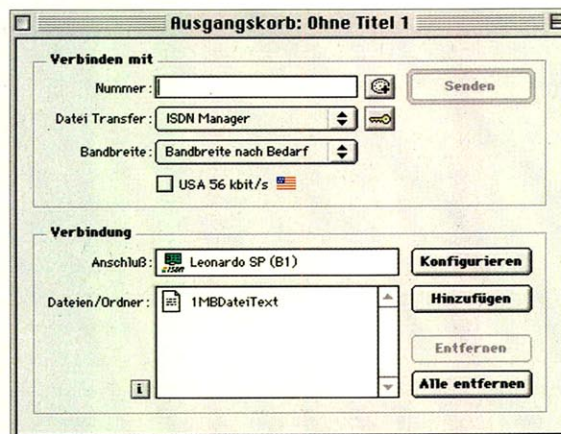 Ausgangskorb: Ohne Titel 1
Verbinden mit
Nummer:
Senden
Datei Transfer: ISDN Manager
Bandbreite: Bandbreite nach Bedarf
USA 56 kbit/s
Verbindung
Anschluß: Leonardo SP (B1)
Konfigurieren
Dateien/Ordner: 1MBDateiText
Hinzufügen
Entfernen
i
Alle entfernen